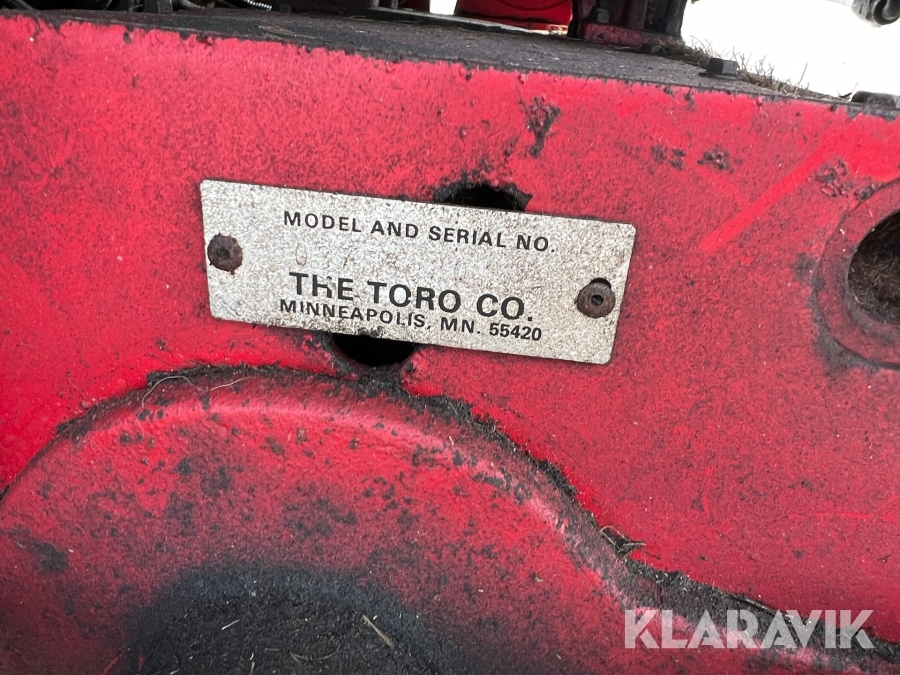 MODEL AND SERIAL NO.
THE TORO CO.
MINNEAPOLIS, MN. 55420
KLARAVIK